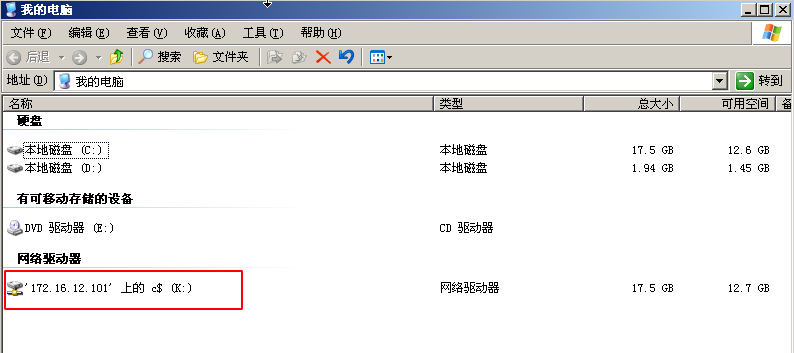 我的电脑
文件(F) 编辑(E) 查看(V) 收藏(A) 工具(T) 帮助(H)
后退 搜索 文件夹
地址(D) 我的电脑 转到
名称 类型 总大小 可用空间 备
硬盘
本地磁盘 (C:) 本地磁盘 17.5 GB 12.6 GB
本地磁盘 (D:) 本地磁盘 1.94 GB 1.45 GB
有可移动存储的设备
DVD 驱动器 (E:) CD 驱动器
网络驱动器
'172.16.12.101' 上的 c$ (K:) 网络驱动器 17.5 GB 12.7 GB